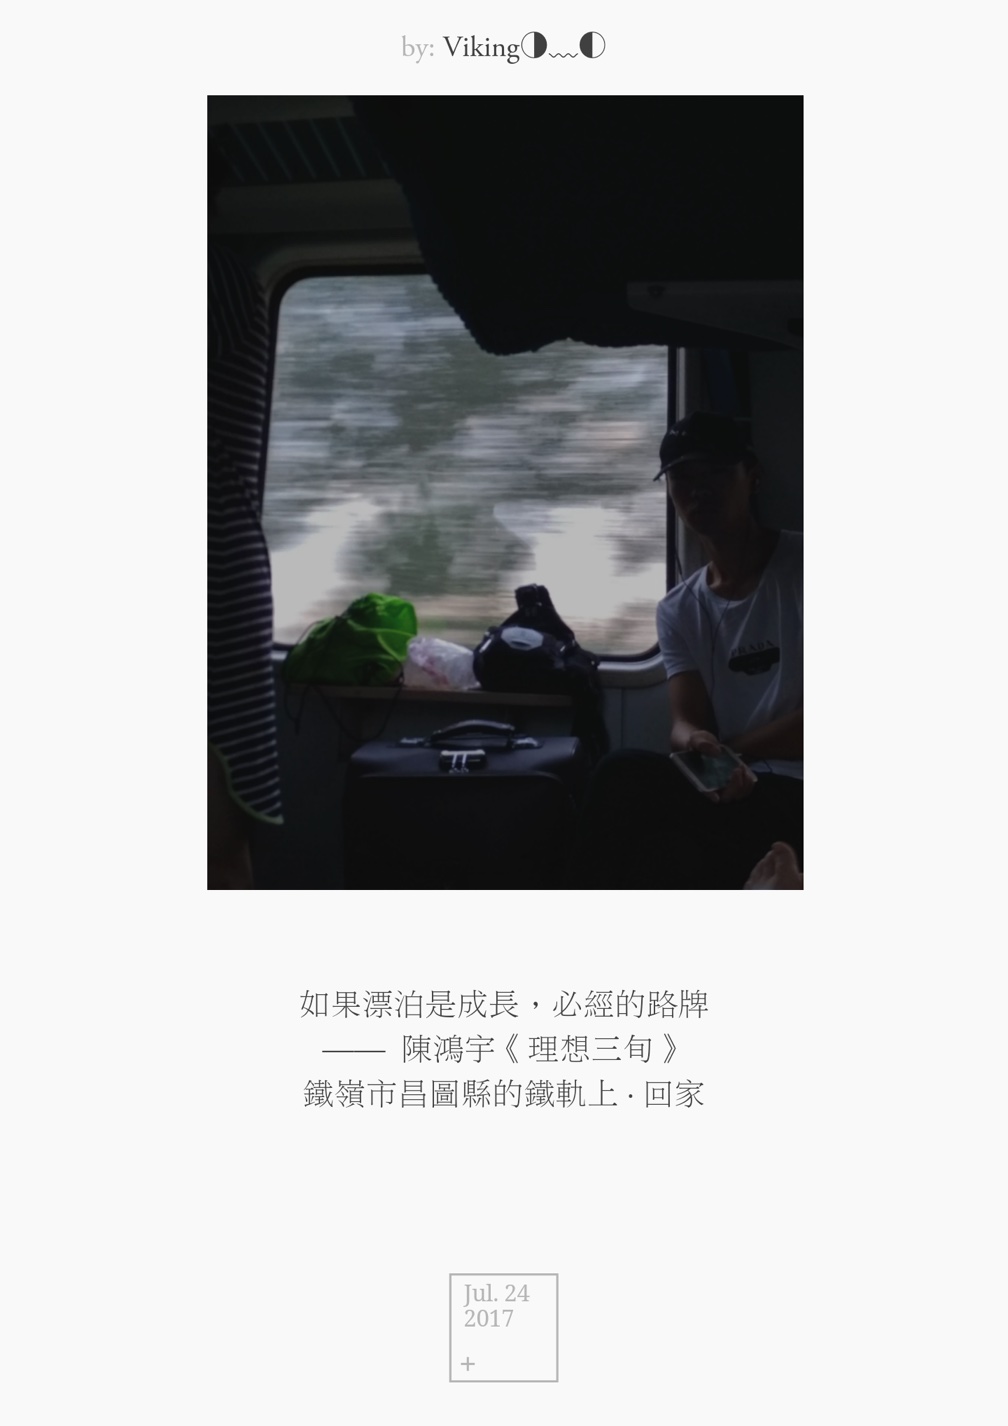 by: Viking◑﹏◐
PRADA
如果漂泊是成長，必經的路牌
—— 陳鴻宇《 理想三旬 》
鐵嶺市昌圖縣的鐵軌上 · 回家
Jul. 24
2017
+